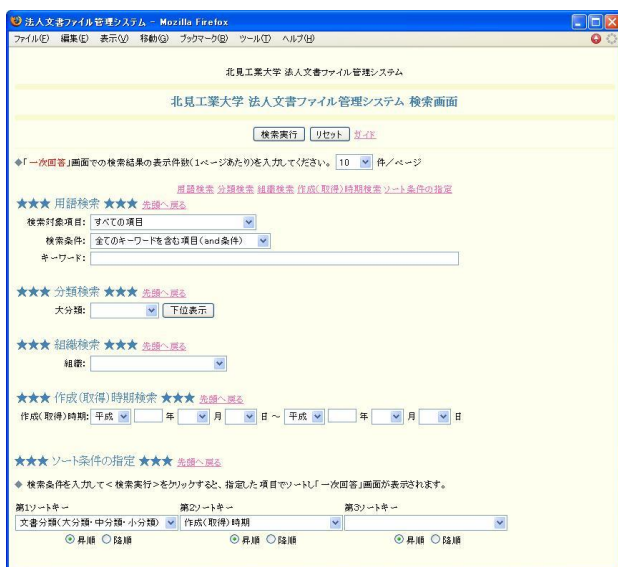 法人文書ファイル管理システム - Mozilla Firefox
ファイル(F) 編集(E) 表示(V) 移動(G) ブックマーク(B) ツール(T) ヘルプ(H)
北見工業大学 法人文書ファイル管理システム
北見工業大学 法人文書ファイル管理システム 検索画面
検索実行 リセット ガイド
◆「一次回答」画面での検索結果の表示件数(1ページあたり)を入力してください。 10 件/ページ
用語検索 分類検索 組織検索 作成(取得)時期検索 ソート条件の指定
★★★ 用語検索 ★★★ 先頭へ戻る
検索対象項目: すべての項目
検索条件: 全てのキーワードを含む項目(and条件)
キーワード:
★★★ 分類検索 ★★★ 先頭へ戻る
大分類: 下位表示
★★★ 組織検索 ★★★ 先頭へ戻る
組織:
★★★ 作成(取得)時期検索 ★★★ 先頭へ戻る
作成(取得)時期: 平成 年 月 日 ~ 平成 年 月 日
★★★ ソート条件の指定 ★★★ 先頭へ戻る
◆ 検索条件を入力して<検索実行>をクリックすると、指定した項目でソートし「一次回答」画面が表示されます。
第1ソートキー 第2ソートキー 第3ソートキー
文書分類(大分類・中分類・小分類) 作成(取得)時期
昇順 降順 昇順 降順 昇順 降順